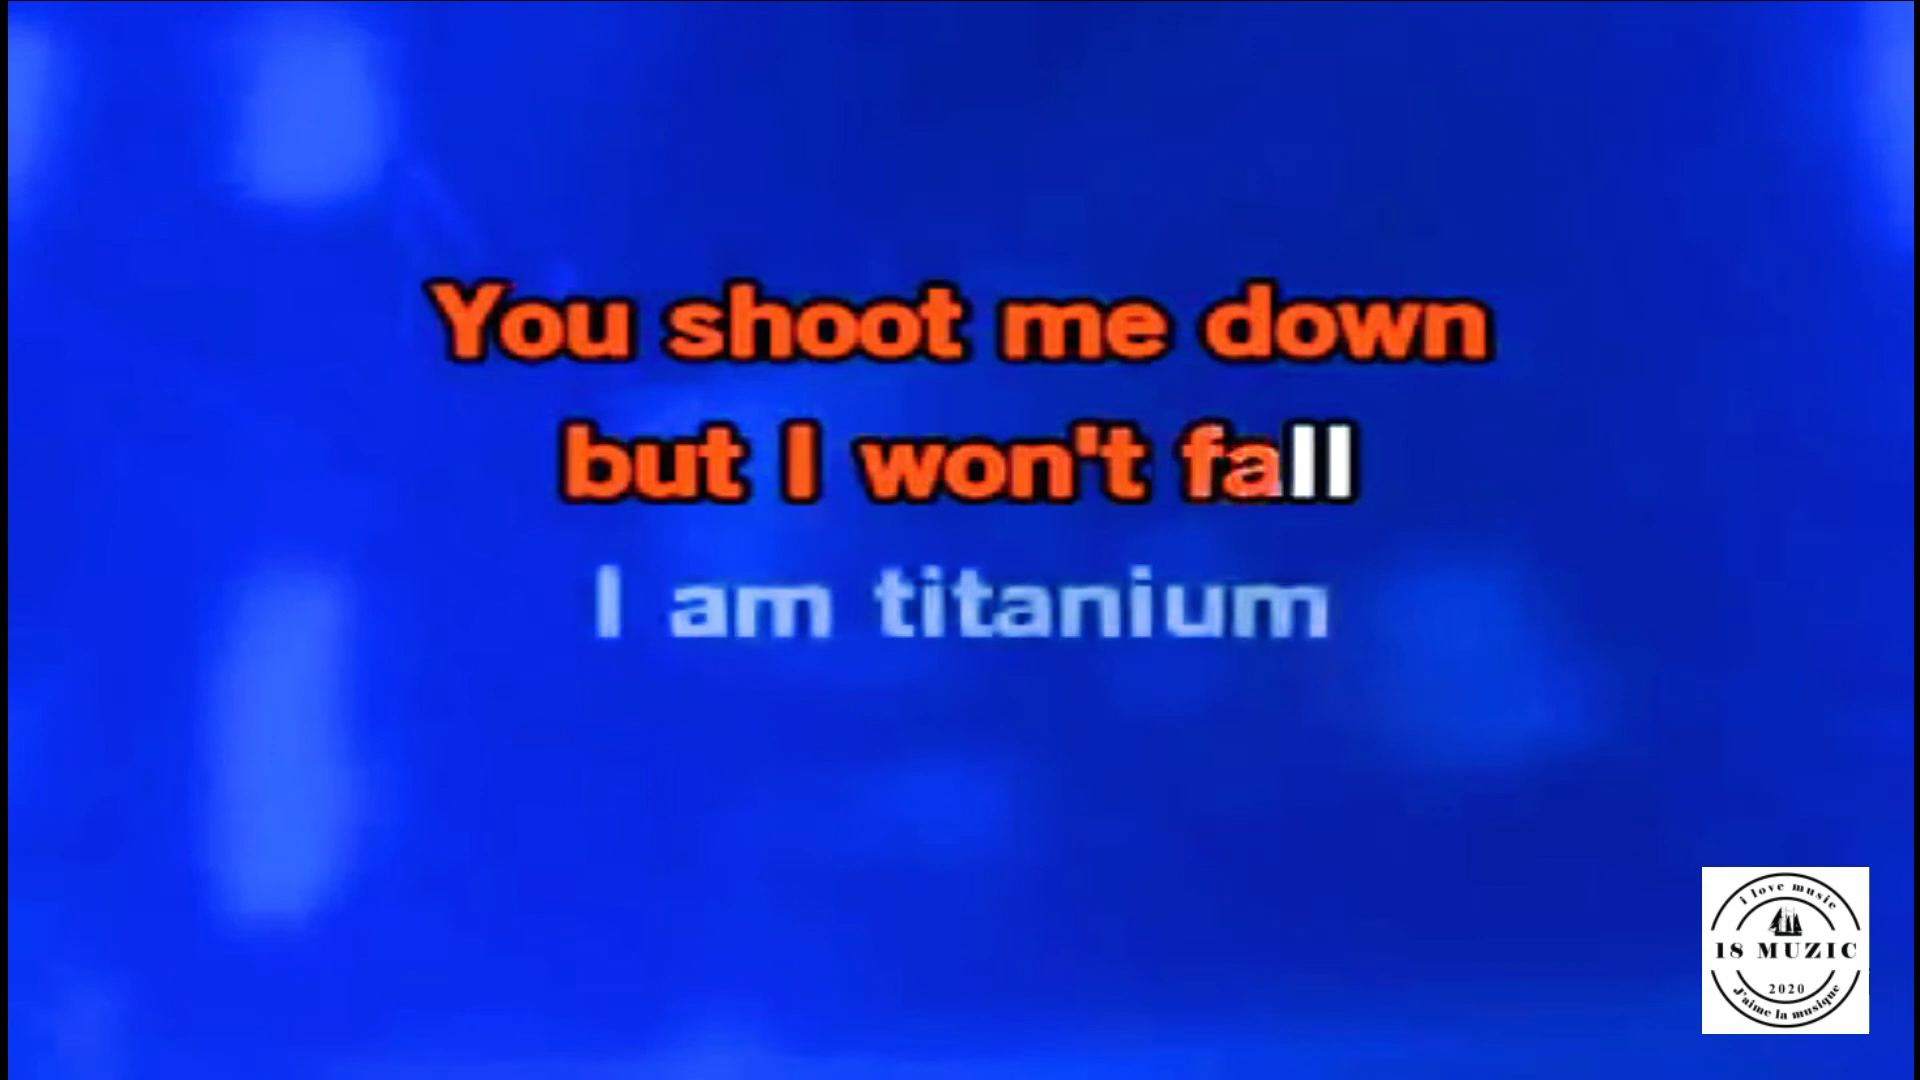 You shoot me down
but I won't fall
I am titanium
i love music
18 MUZIC
2020
J'aime la musique